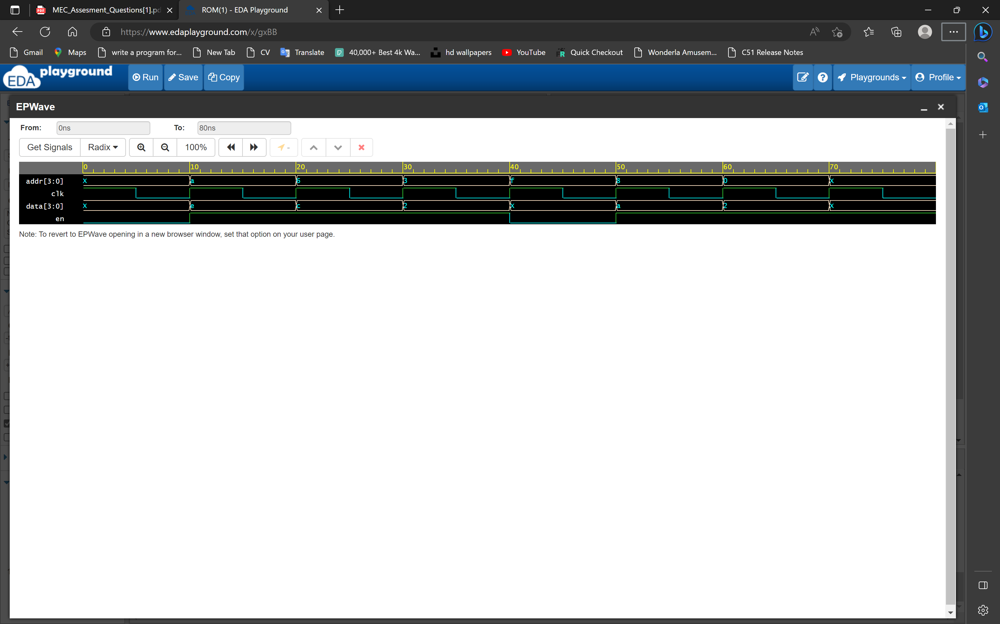 MEC_Assesment_Questions[1].pd
ROM(1) - EDA Playground
https://www.edaplayground.com/x/gxBB
Gmail Maps write a program for... New Tab CV Translate 40,000+ Best 4k Wa... hd wallpapers YouTube Quick Checkout Wonderla Amusem... C51 Release Notes
EDA playground Run Save Copy Playgrounds Profile
EPWave
From: 0ns To: 80ns
Get Signals Radix 100% -
0 10 20 30 40 50 60 70
addr[3:0] x a 6 3 f 8 0 x
clk
data[3:0] x e c 2 x a 2 x
en
Note: To revert to EPWave opening in a new browser window, set that option on your user page.